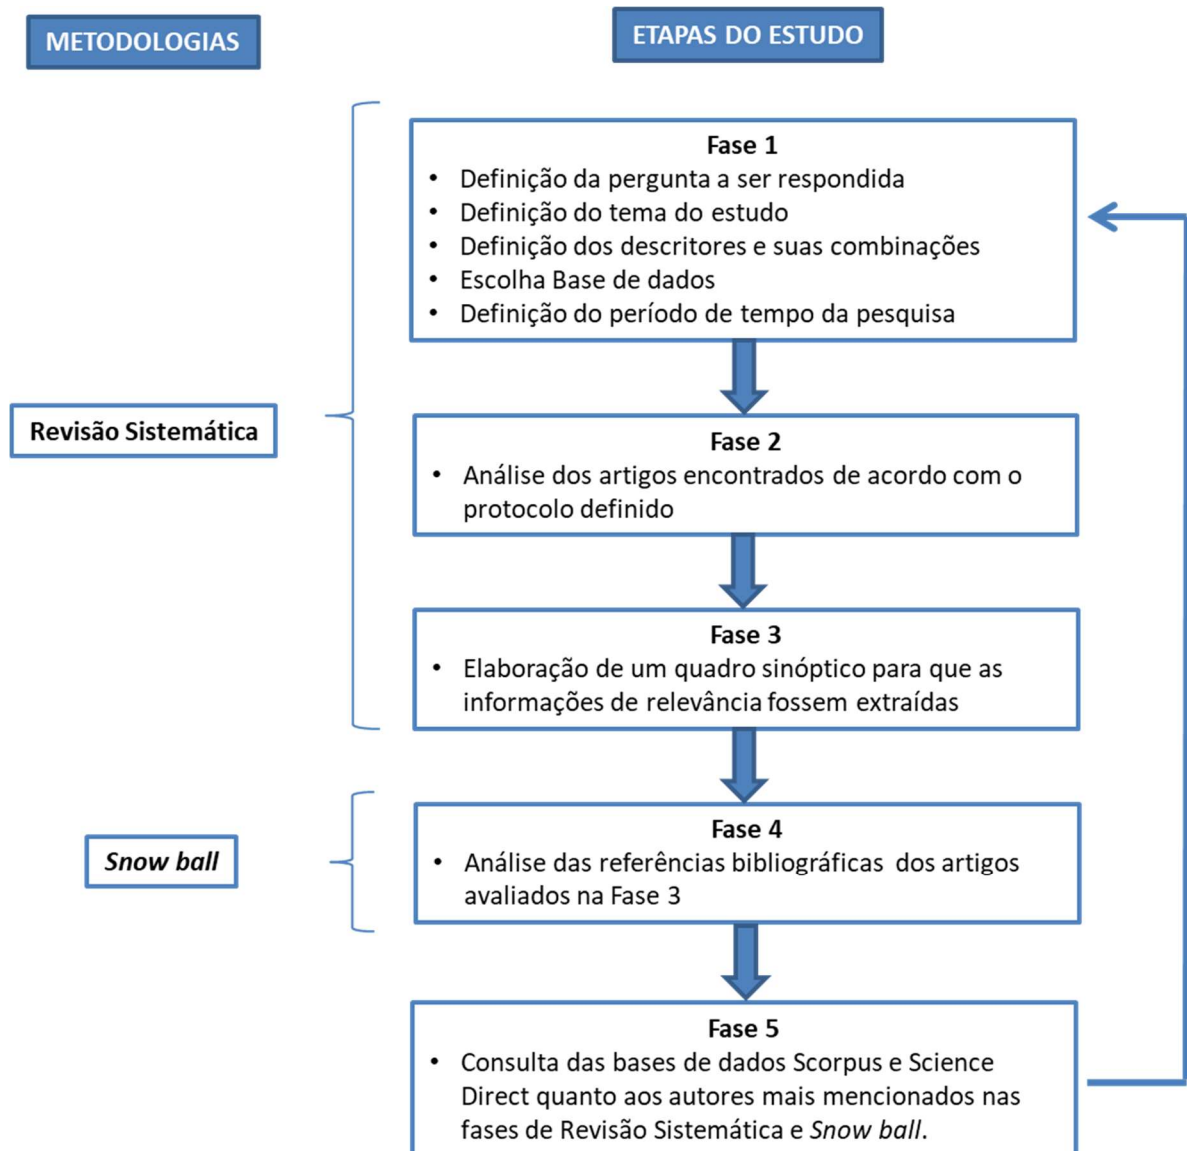 METODOLOGIAS
ETAPAS DO ESTUDO
Fase 1
• Definição da pergunta a ser respondida
• Definição do tema do estudo
• Definição dos descritores e suas combinações
• Escolha Base de dados
• Definição do período de tempo da pesquisa
Revisão Sistemática
Fase 2
• Análise dos artigos encontrados de acordo com o
protocolo definido
Fase 3
• Elaboração de um quadro sinóptico para que as
informações de relevância fossem extraídas
Snow ball
Fase 4
• Análise das referências bibliográficas dos artigos
avaliados na Fase 3
Fase 5
• Consulta das bases de dados Scorpus e Science
Direct quanto aos autores mais mencionados nas
fases de Revisão Sistemática e Snow ball.